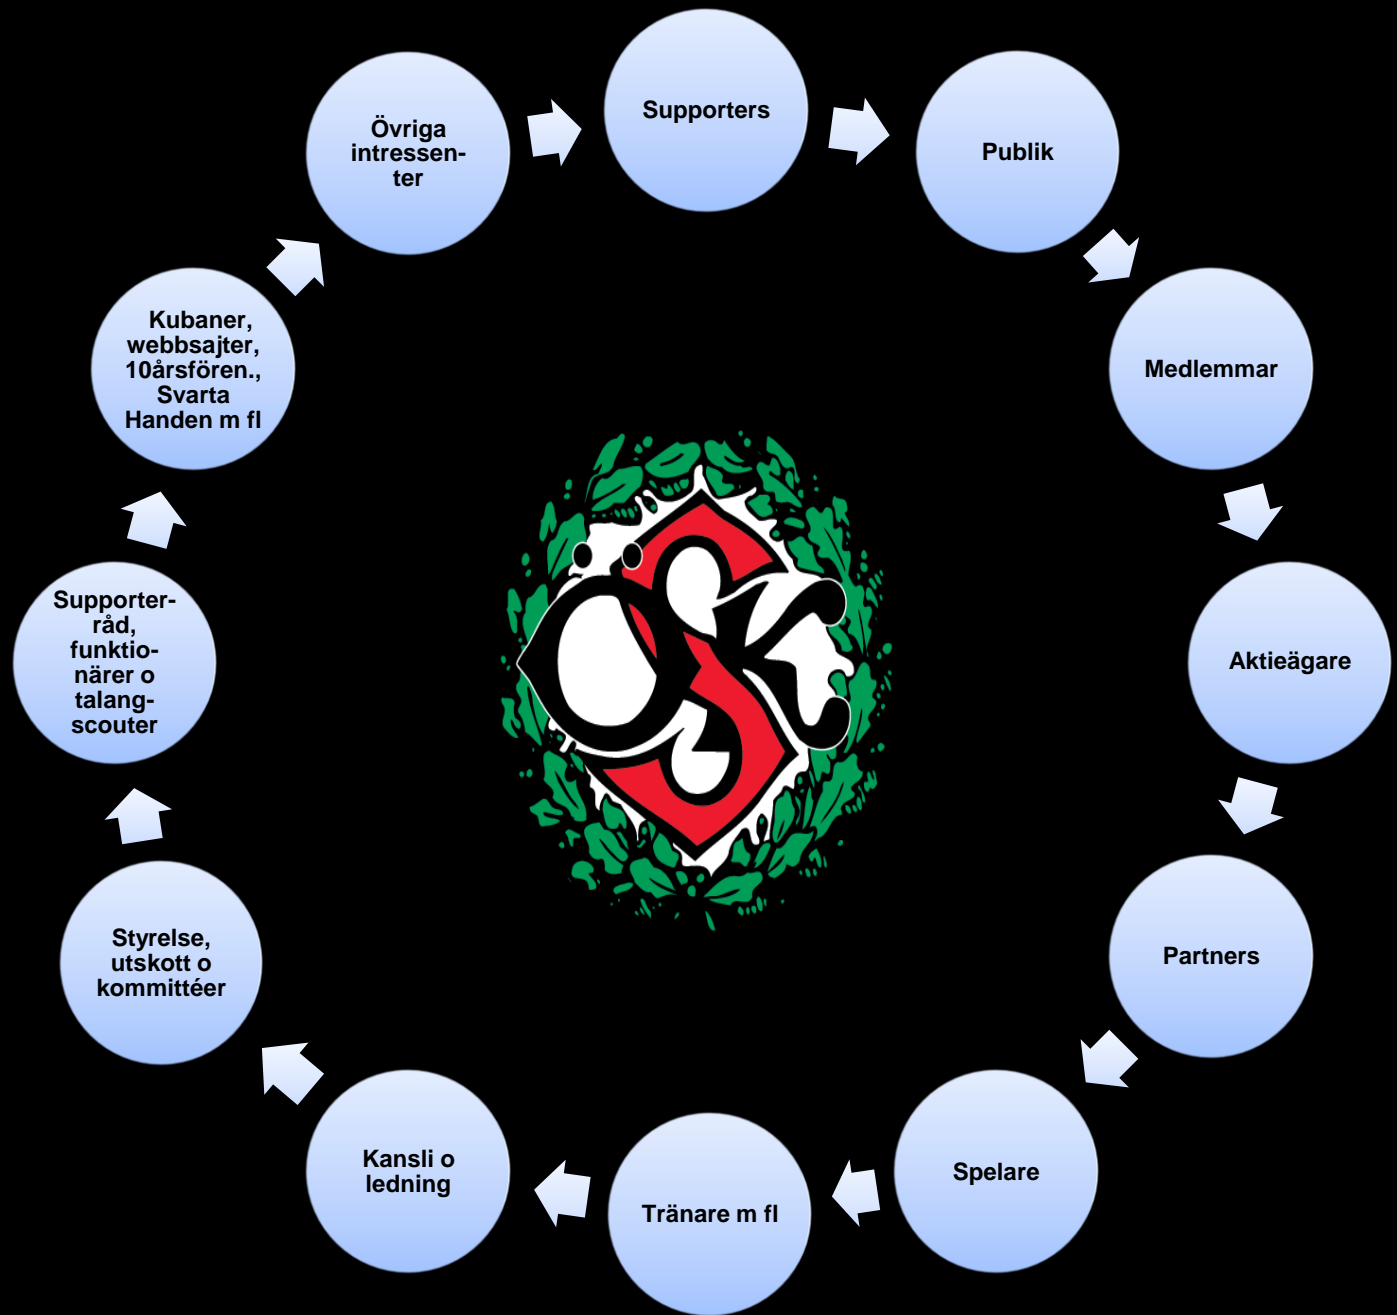 Supporters
Publik
Medlemmar
Aktieägare
Partners
Spelare
Tränare m fl
Kansli o
ledning
Styrelse,
utskott o
kommittéer
Supporter-
råd,
funktio-
närer o
talang-
scouter
Kubaner,
webbsajter,
10årsfören.,
Svarta
Handen m fl
Övriga
intressen-
ter
ÖSK